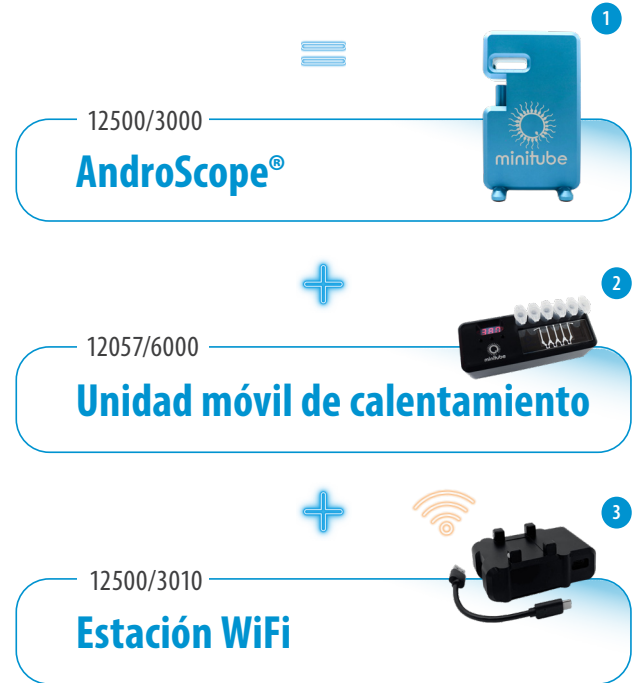 1
=
12500/3000
AndroScope®
minitube
+
2
12057/6000
minitube
Unidad móvil de calentamiento
+
3
12500/3010
Estación WiFi